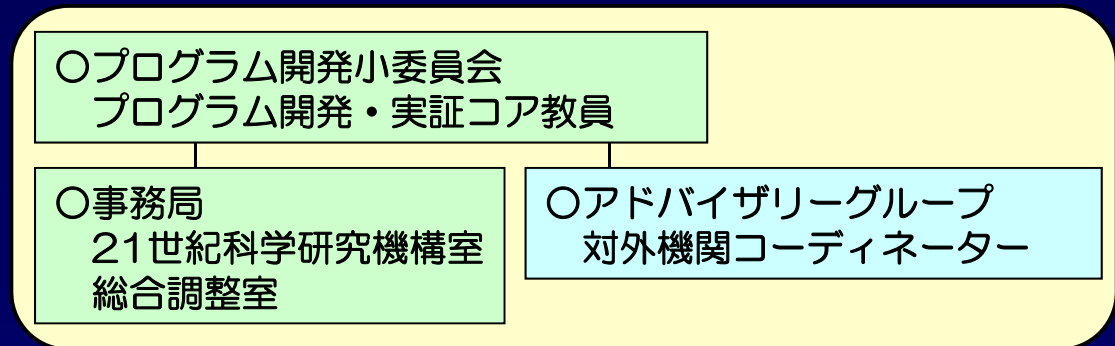 ○プログラム開発小委員会
プログラム開発・実証コア教員
○事務局
21世紀科学研究機構室
総合調整室
○アドバイザリーグループ
対外機関コーディネーター